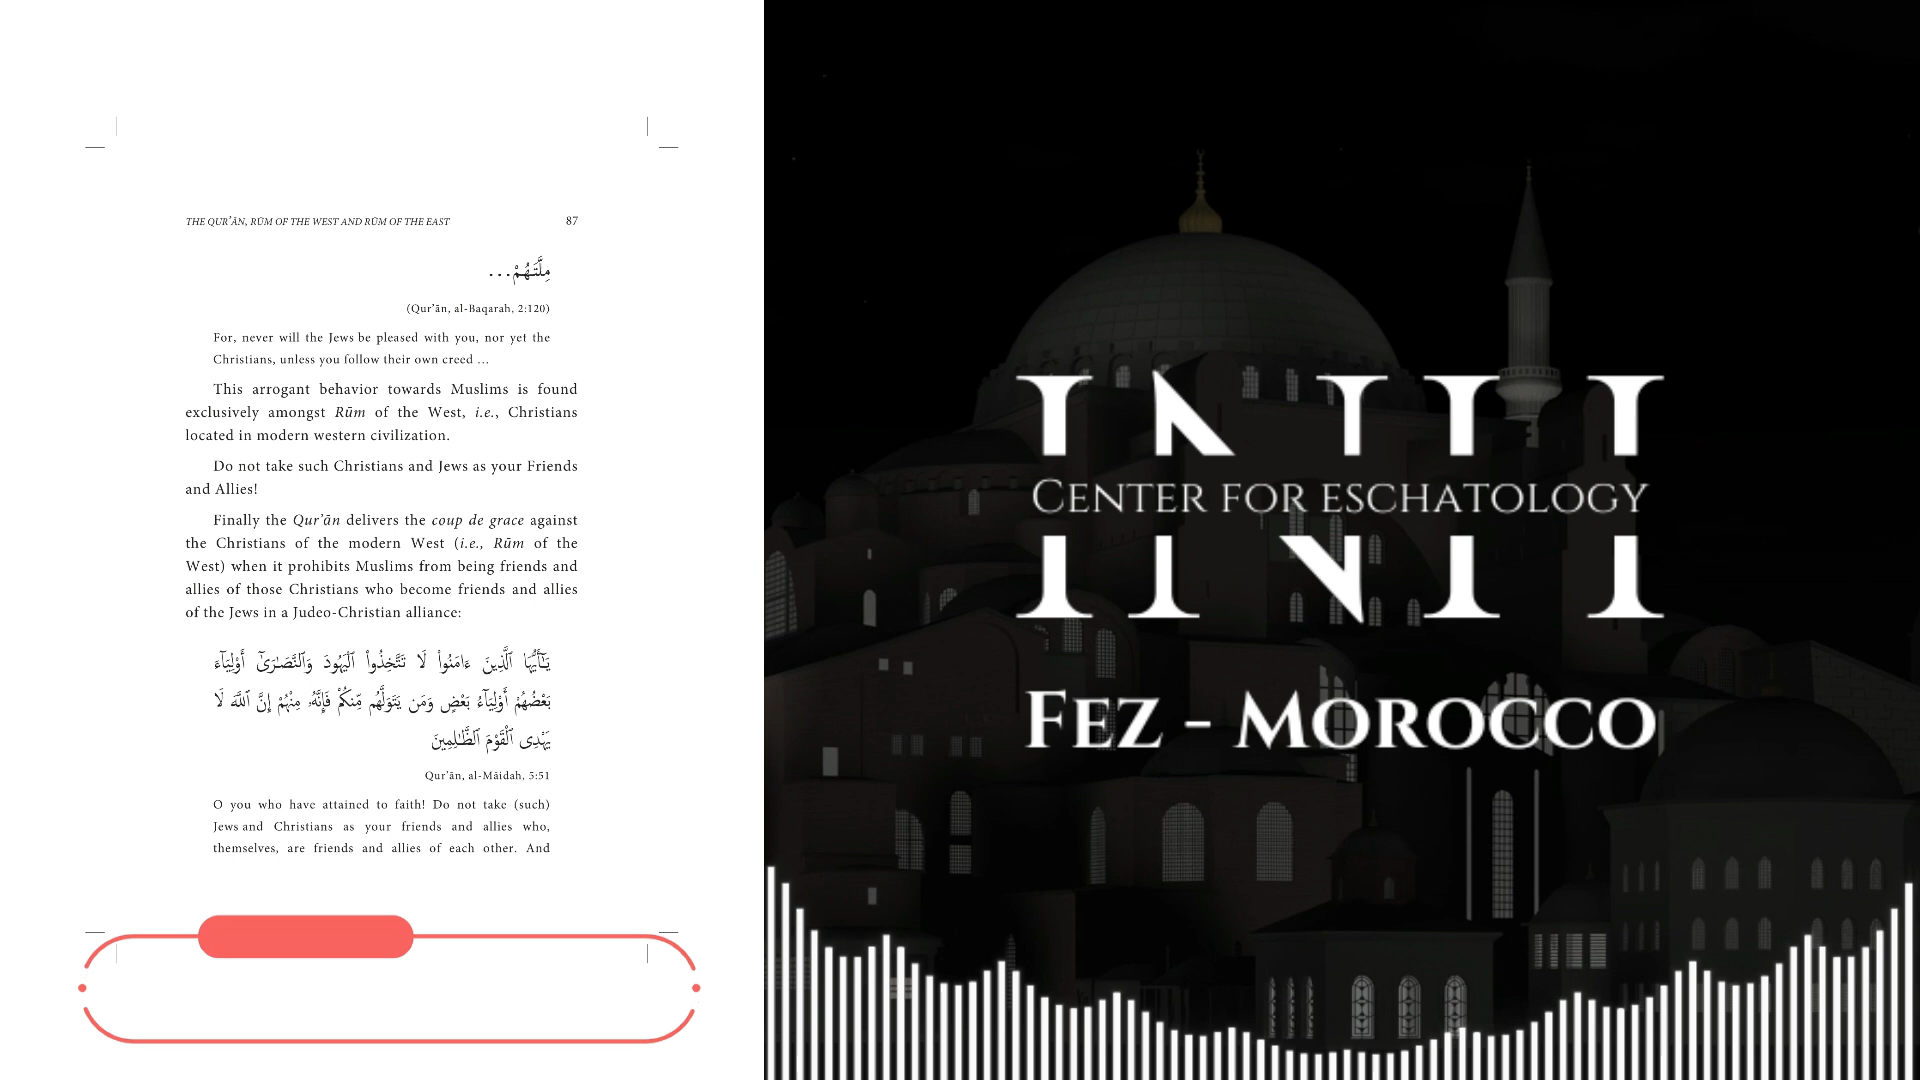 THE QUR’ĀN, RŪM OF THE WEST AND RŪM OF THE EAST 87
مِلَّتَهُمْ...
(Qur’ān, al-Baqarah, 2:120)
For, never will the Jews be pleased with you, nor yet the
Christians, unless you follow their own creed ...
This arrogant behavior towards Muslims is found
exclusively amongst Rūm of the West, i.e., Christians
located in modern western civilization.
Do not take such Christians and Jews as your Friends
and Allies!
Finally the Qur’ān delivers the coup de grace against
the Christians of the modern West (i.e., Rūm of the
West) when it prohibits Muslims from being friends and
allies of those Christians who become friends and allies
of the Jews in a Judeo-Christian alliance:
يَـٰٓأَيُّهَا ٱلَّذِينَ ءَامَنُوا۟ لَا تَتَّخِذُوا۟ ٱلْيَهُودَ وَٱلنَّصَـٰرَىٰٓ أَوْلِيَآءَ
بَعْضُهُمْ أَوْلِيَآءُ بَعْضٍ وَمَن يَتَوَلَّهُم مِّنكُمْ فَإِنَّهُۥ مِنْهُمْ إِنَّ ٱللَّهَ لَا
يَهْدِى ٱلْقَوْمَ ٱلظَّـٰلِمِينَ
Qur’ān, al-Māidah, 5:51
O you who have attained to faith! Do not take (such)
Jews and Christians as your friends and allies who,
themselves, are friends and allies of each other. And
CENTER FOR ESCHATOLOGY
FEZ - MOROCCO